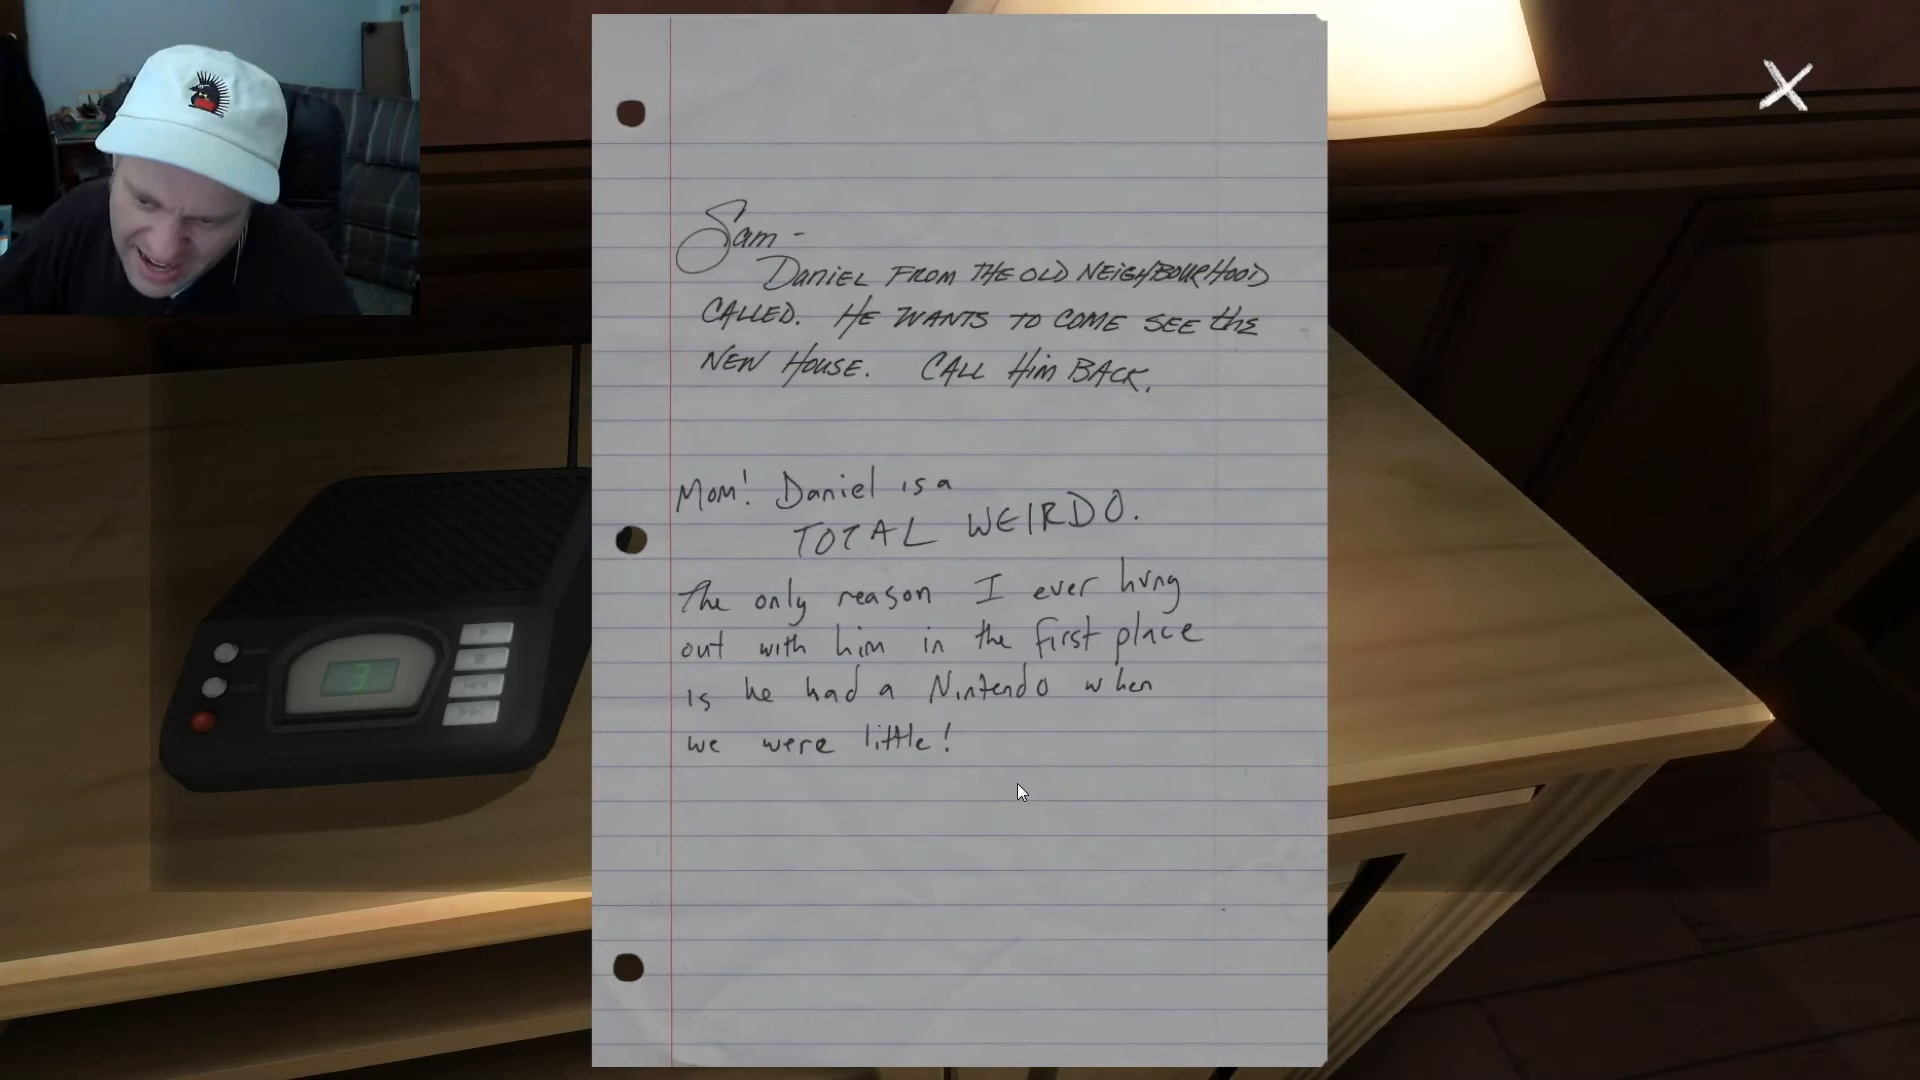 Sam -
DANIEL FROM THE OLD NEIGHBOURHOOD
CALLED. HE WANTS TO COME SEE the
NEW HOUSE. CALL HiM BACK.
Mom! Daniel is a
TOTAL WEIRDO.
The only reason I ever hung
out with him in the first place
is he had a Nintendo when
we were little!
3